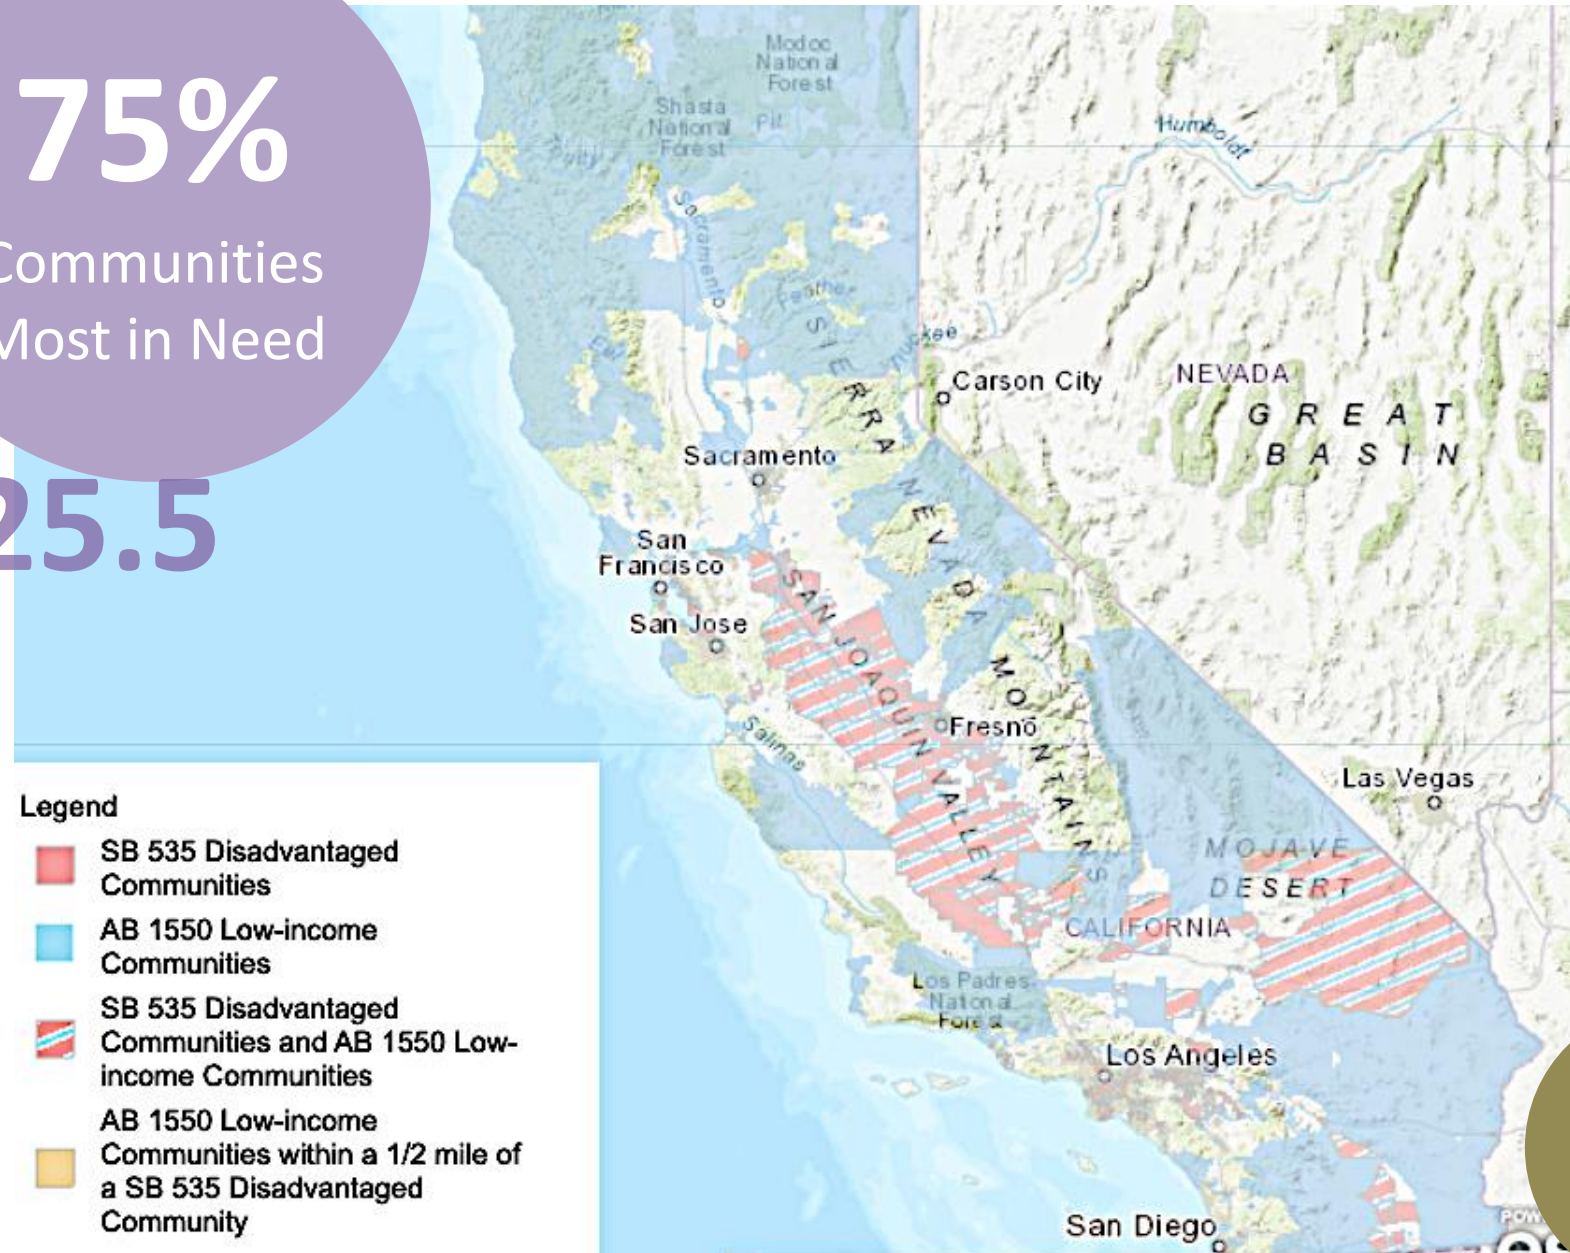 75%
Communities
Most in Need
25.5
Modoc
National
Forest
Shasta
National
Forest
Pit
Sacramento
Feather
Humboldt
Carson City
NEVADA
GREAT
BASIN
SIERRA NEVADA MOUNTAINS
Sacramento
San
Francisco
San Jose
SAN JOAQUIN VALLEY
Fresno
Salinas
Las Vegas
MOJAVE
DESERT
CALIFORNIA
Los Padres
National
Forest
Los Angeles
San Diego
Legend
SB 535 Disadvantaged
Communities
AB 1550 Low-income
Communities
SB 535 Disadvantaged
Communities and AB 1550 Low-
income Communities
AB 1550 Low-income
Communities within a 1/2 mile of
a SB 535 Disadvantaged
Community